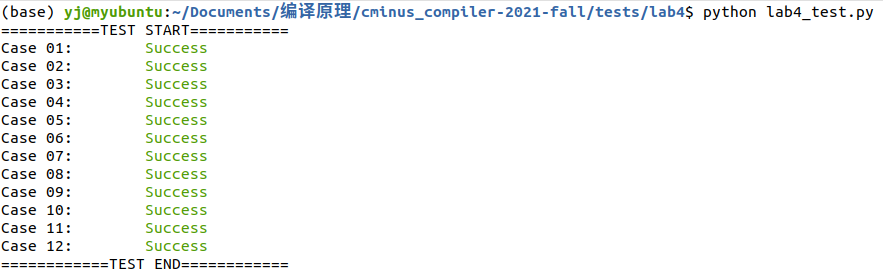 (base) yj@myubuntu:~/Documents/编译原理/cminus_compiler-2021-fall/tests/lab4$ python lab4_test.py
===========TEST START===========
Case 01:        Success
Case 02:        Success
Case 03:        Success
Case 04:        Success
Case 05:        Success
Case 06:        Success
Case 07:        Success
Case 08:        Success
Case 09:        Success
Case 10:        Success
Case 11:        Success
Case 12:        Success
============TEST END============